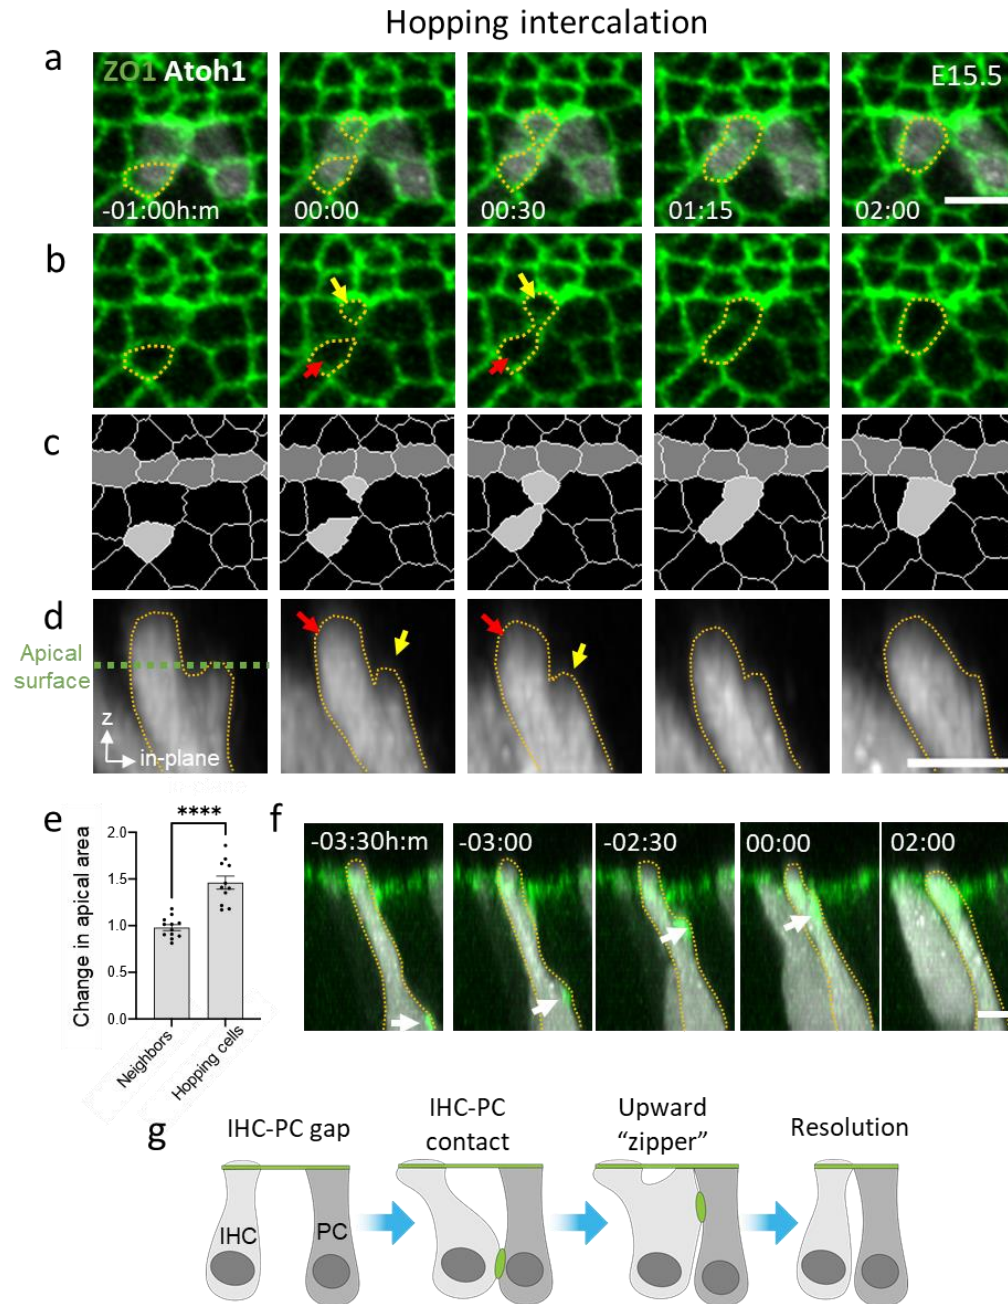 Hopping intercalation
a
ZO1 Atoh1
E15.5
-01:00h:m
00:00
00:30
01:15
02:00
b
c
d
Apical
surface
z
in-plane
e
****
Change in apical area
2.0
1.5
1.0
0.5
0.0
Neighbors
Hopping cells
f
-03:30h:m
-03:00
-02:30
00:00
02:00
g
IHC-PC gap
IHC-PC
contact
Upward
“zipper”
Resolution
IHC
PC